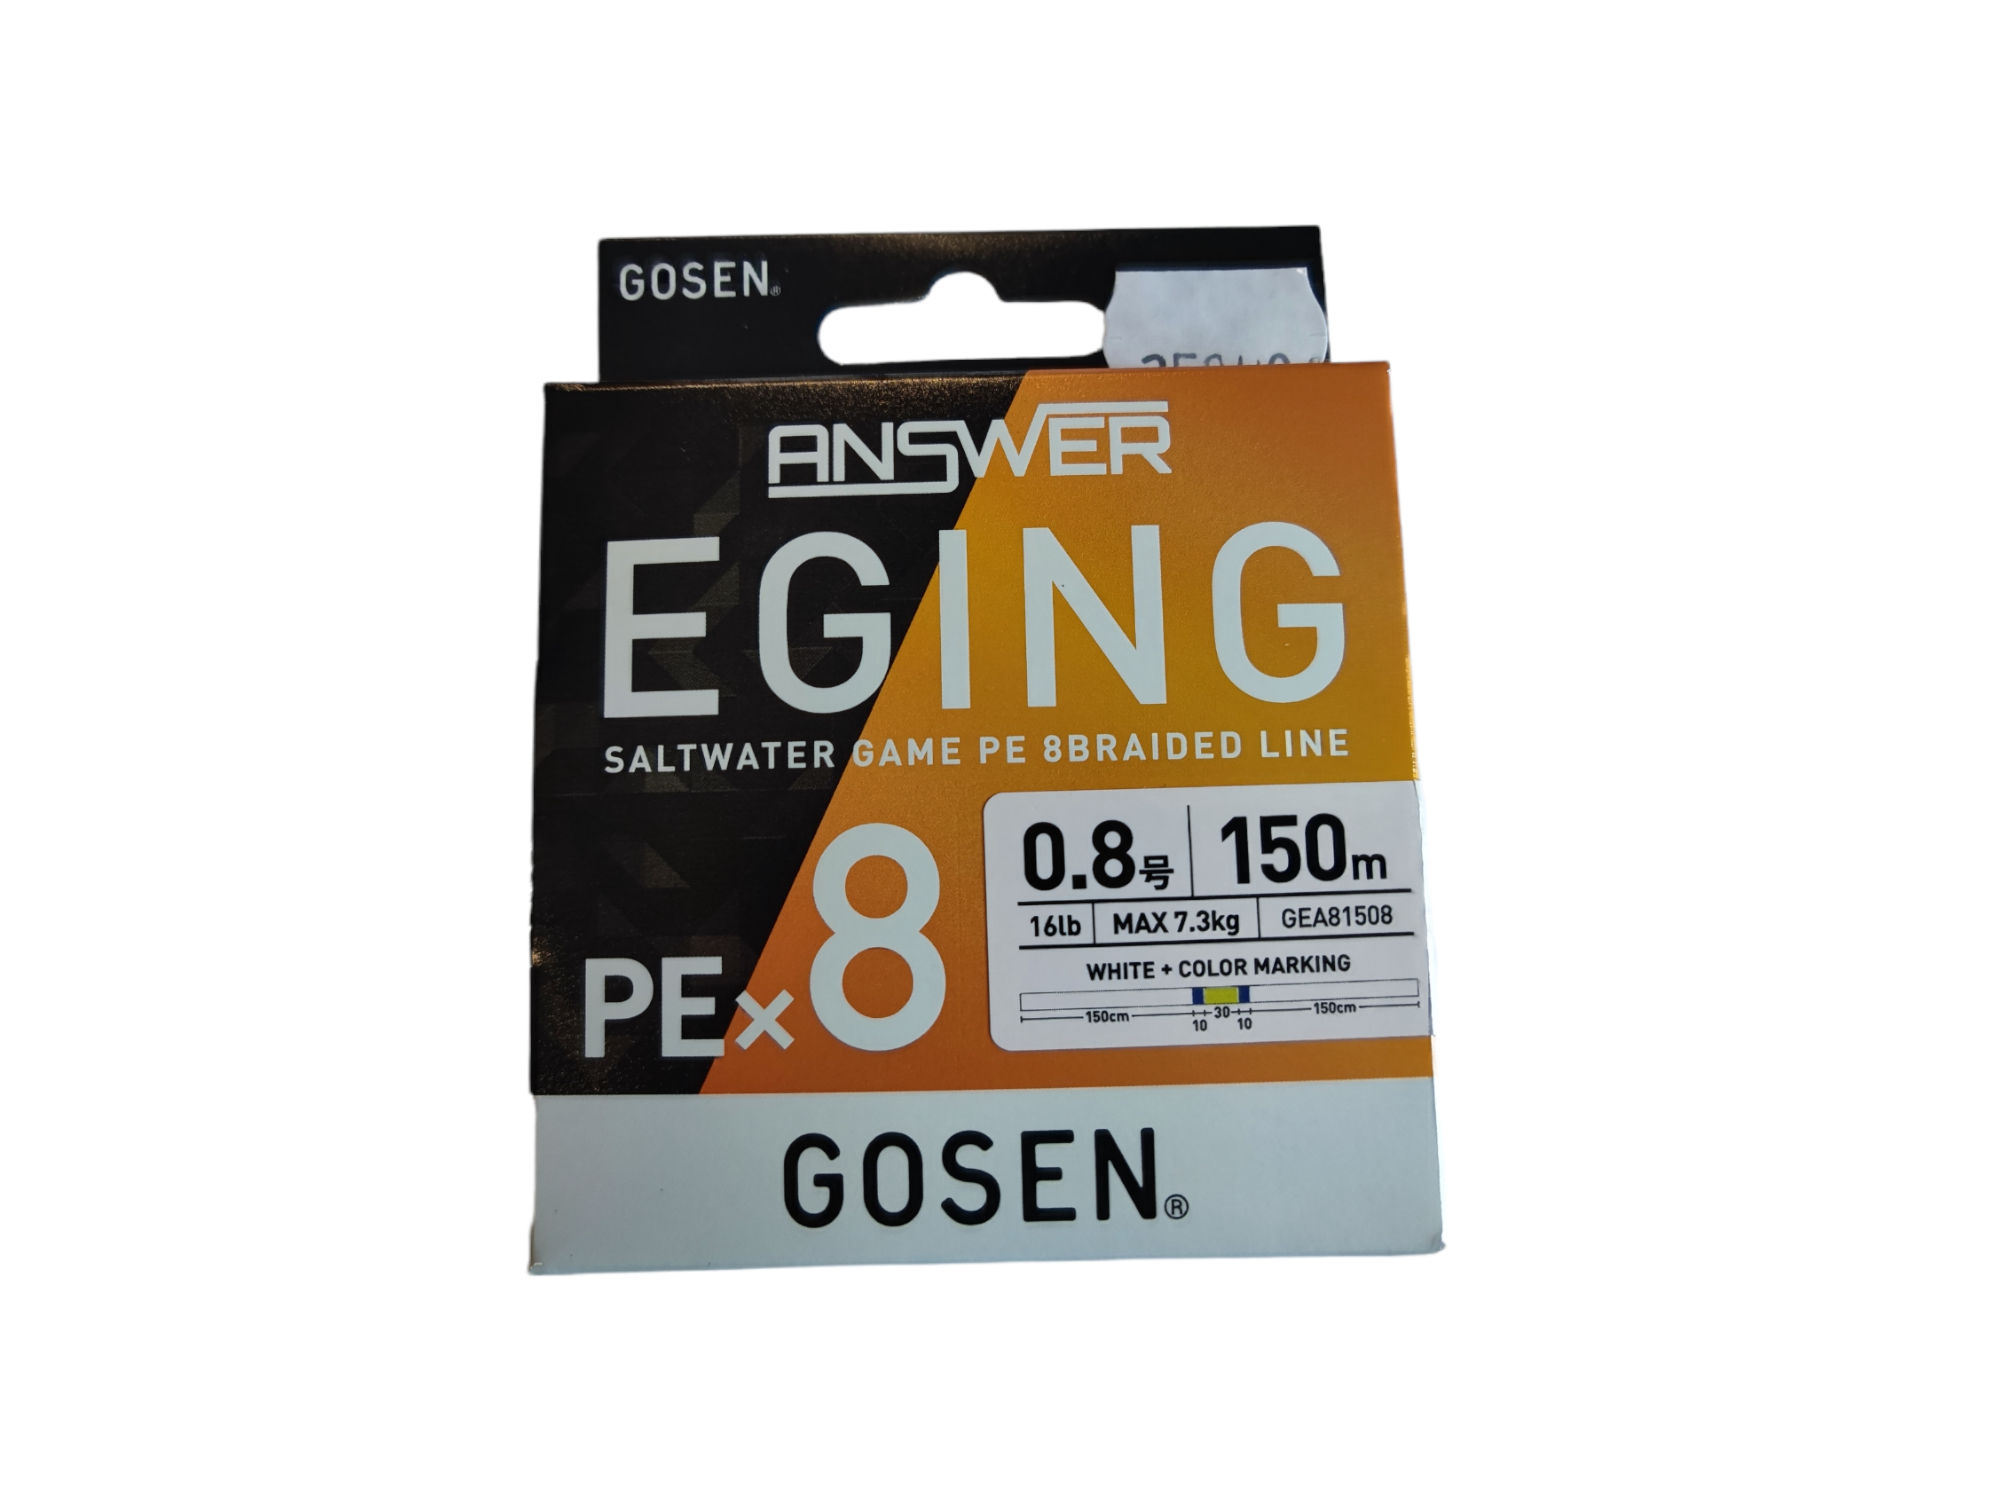 GOSEN®
ANSWER
EGING
SALTWATER GAME PE 8BRAIDED LINE
PE×8
0.8号 150m
16lb MAX 7.3kg GEA81508
WHITE + COLOR MARKING
150cm 10 30 10 150cm
GOSEN®